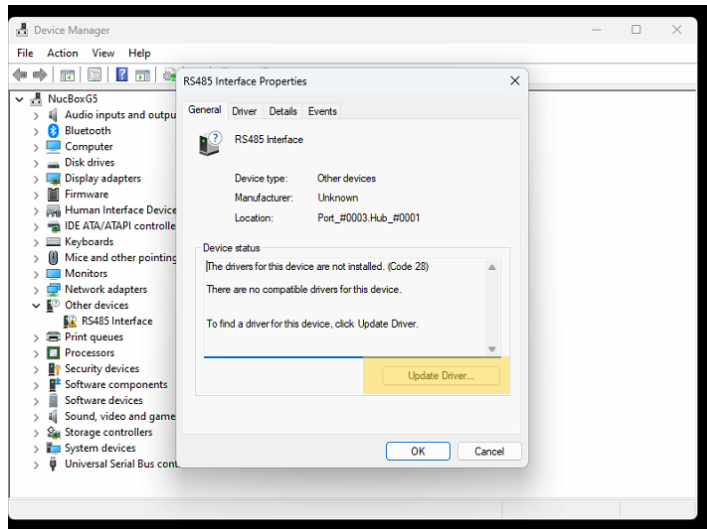 Device Manager
File Action View Help
NucBoxG5
Audio inputs and outpu
Bluetooth
Computer
Disk drives
Display adapters
Firmware
Human Interface Device
IDE ATA/ATAPI controlle
Keyboards
Mice and other pointing
Monitors
Network adapters
Other devices
RS485 Interface
Print queues
Processors
Security devices
Software components
Software devices
Sound, video and game
Storage controllers
System devices
Universal Serial Bus cont
RS485 Interface Properties
General Driver Details Events
RS485 Interface
Device type: Other devices
Manufacturer: Unknown
Location: Port_#0003.Hub_#0001
Device status
The drivers for this device are not installed. (Code 28)
There are no compatible drivers for this device.
To find a driver for this device, click Update Driver.
Update Driver...
OK Cancel